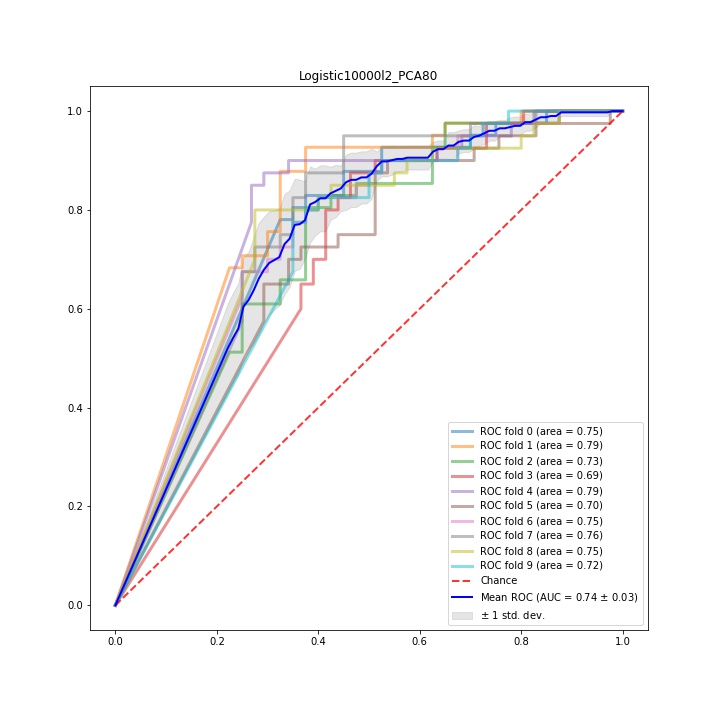 Logistic10000l2_PCA80
1.0
0.8
0.6
0.4
0.2
0.0
0.0 0.2 0.4 0.6 0.8 1.0
ROC fold 0 (area = 0.75)
ROC fold 1 (area = 0.79)
ROC fold 2 (area = 0.73)
ROC fold 3 (area = 0.69)
ROC fold 4 (area = 0.79)
ROC fold 5 (area = 0.70)
ROC fold 6 (area = 0.75)
ROC fold 7 (area = 0.76)
ROC fold 8 (area = 0.75)
ROC fold 9 (area = 0.72)
Chance
Mean ROC (AUC = 0.74 ± 0.03)
± 1 std. dev.